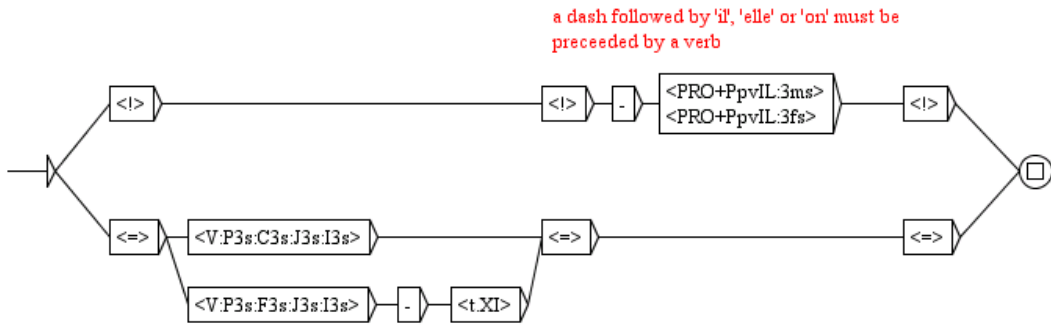 a dash followed by 'il', 'elle' or 'on' must be
preceeded by a verb
<!> <!> - <PRO+PpvIL:3ms> <!>
<PRO+PpvIL:3fs>
<=> <V:P3s:C3s:J3s:I3s> <=> <=>
<V:P3s:F3s:J3s:I3s> - <t.XI>